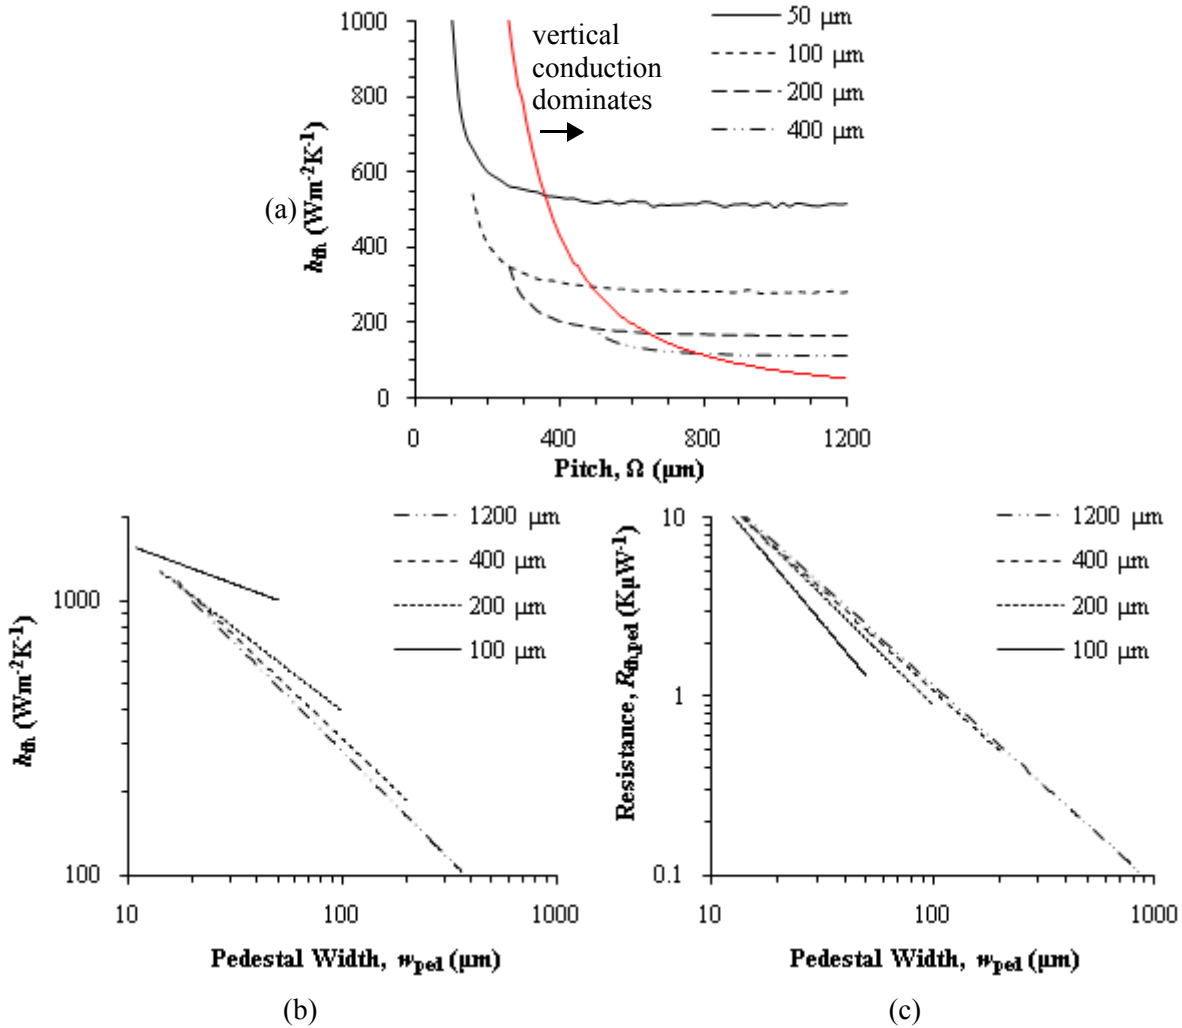 1000
800
600
400
200
0
0 400 800 1200
h_th (Wm⁻²K⁻¹)
Pitch, Ω (µm)
vertical
conduction
dominates
50 µm
100 µm
200 µm
400 µm
(a)
1000
100
10 100 1000
h_th (Wm⁻²K⁻¹)
Pedestal Width, w_ped (µm)
1200 µm
400 µm
200 µm
100 µm
(b)
10
1
0.1
10 100 1000
Resistance, R_th,ped (KµW⁻¹)
Pedestal Width, w_ped (µm)
1200 µm
400 µm
200 µm
100 µm
(c)